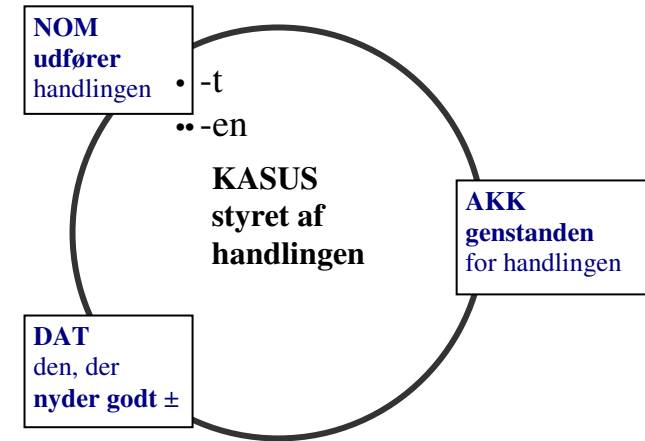 NOM
udfører
handlingen
• -t
•• -en
KASUS
styret af
handlingen
AKK
genstanden
for handlingen
DAT
den, der
nyder godt ±